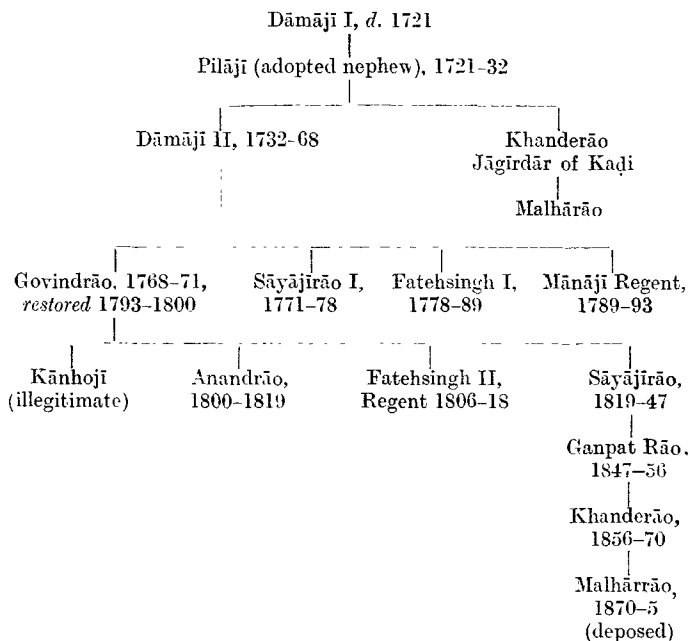 Dāmājī I, d. 1721
Pilājī (adopted nephew), 1721–32
Dāmājī II, 1732–68
Khanderāo
Jāgīrdār of Kaḍi
Malhārāo
Govindrāo, 1768–71,
restored 1793–1800
Sāyājīrāo I,
1771–78
Fatehsingh I,
1778–89
Mānājī Regent,
1789–93
Kānhojī
(illegitimate)
Anandrāo,
1800–1819
Fatehsingh II,
Regent 1806–18
Sāyājīrāo,
1819–47
Ganpat Rāo,
1847–56
Khanderāo,
1856–70
Malhārrāo,
1870–5
(deposed)